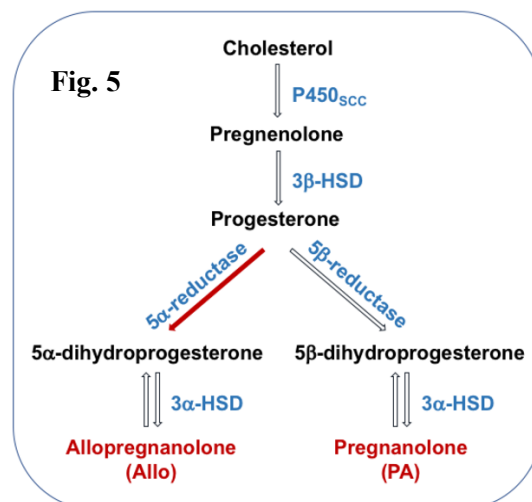 Cholesterol
Fig. 5
P450SCC
Pregnenolone
3β-HSD
Progesterone
5α-reductase
5β-reductase
5α-dihydroprogesterone
5β-dihydroprogesterone
3α-HSD
3α-HSD
Allopregnanolone
(Allo)
Pregnanolone
(PA)